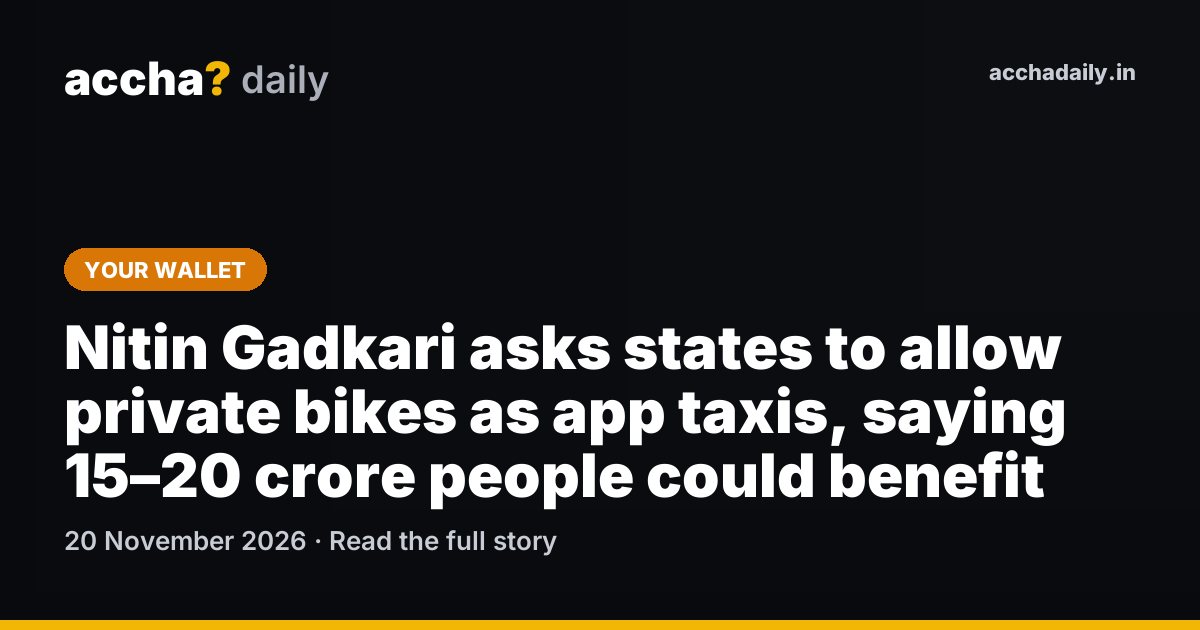 accha? daily
acchadaily.in
YOUR WALLET
Nitin Gadkari asks states to allow
private bikes as app taxis, saying
15–20 crore people could benefit
20 November 2026 · Read the full story